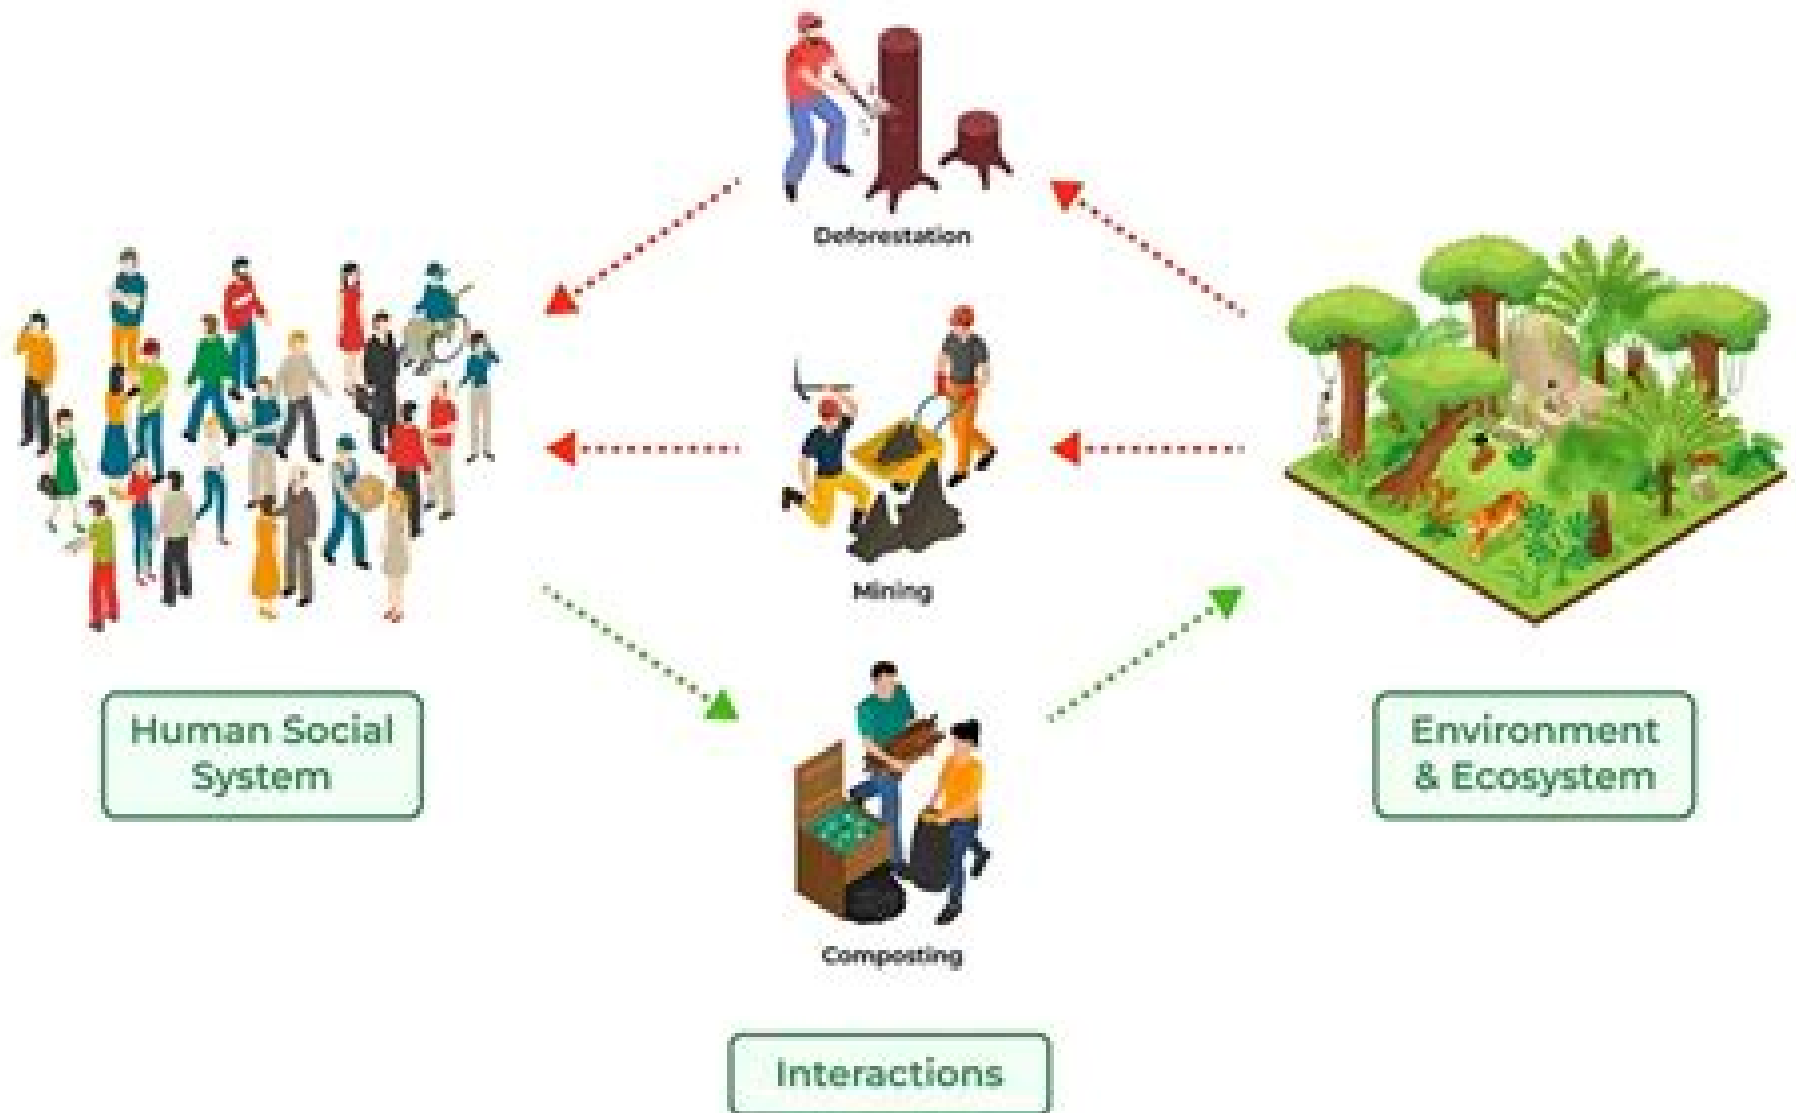 Deforestation
Mining
Human Social
System
Environment
& Ecosystem
Composting
Interactions